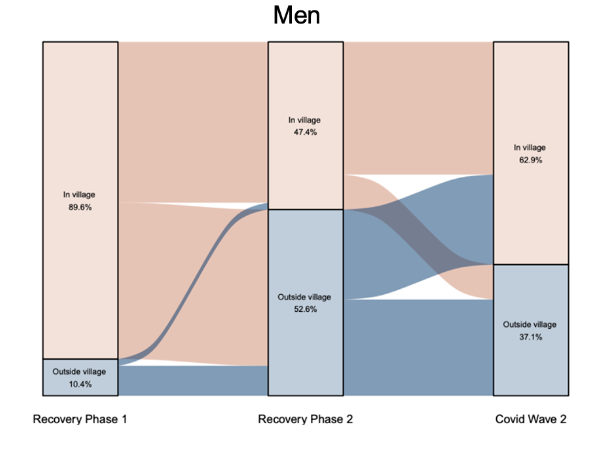 Men
In village
89.6%
Outside village
10.4%
In village
47.4%
Outside village
52.6%
In village
62.9%
Outside village
37.1%
Recovery Phase 1
Recovery Phase 2
Covid Wave 2